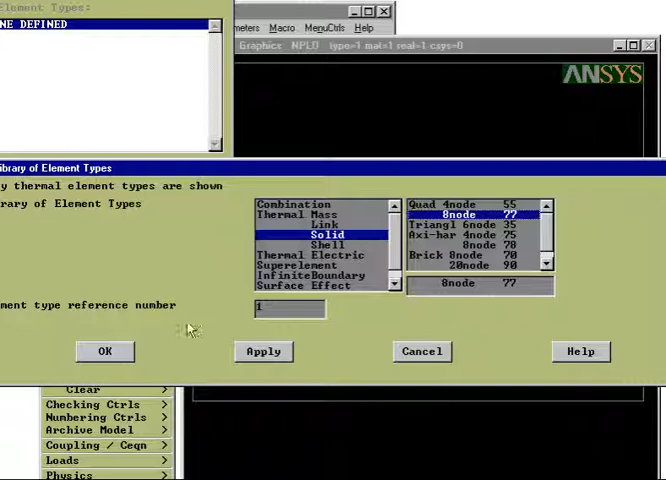 Element Types:
NE DEFINED
meters Macro MenuCtrls Help
Graphics NPLO type=1 mat=1 real=1 csys=0
ANSYS
ibrary of Element Types
y thermal element types are shown
rary of Element Types
Combination
Thermal Mass
Link
Solid
Shell
Thermal Electric
Superelement
InfiniteBoundary
Surface Effect
Quad 4node 55
8node 77
Triangl 6node 35
Axi-har 4node 75
8node 78
Brick 8node 70
20node 90
8node 77
ment type reference number
1
OK
Apply
Cancel
Help
Clear
Checking Ctrls >
Numbering Ctrls >
Archive Model >
Coupling / Ceqn >
Loads >
Physics >